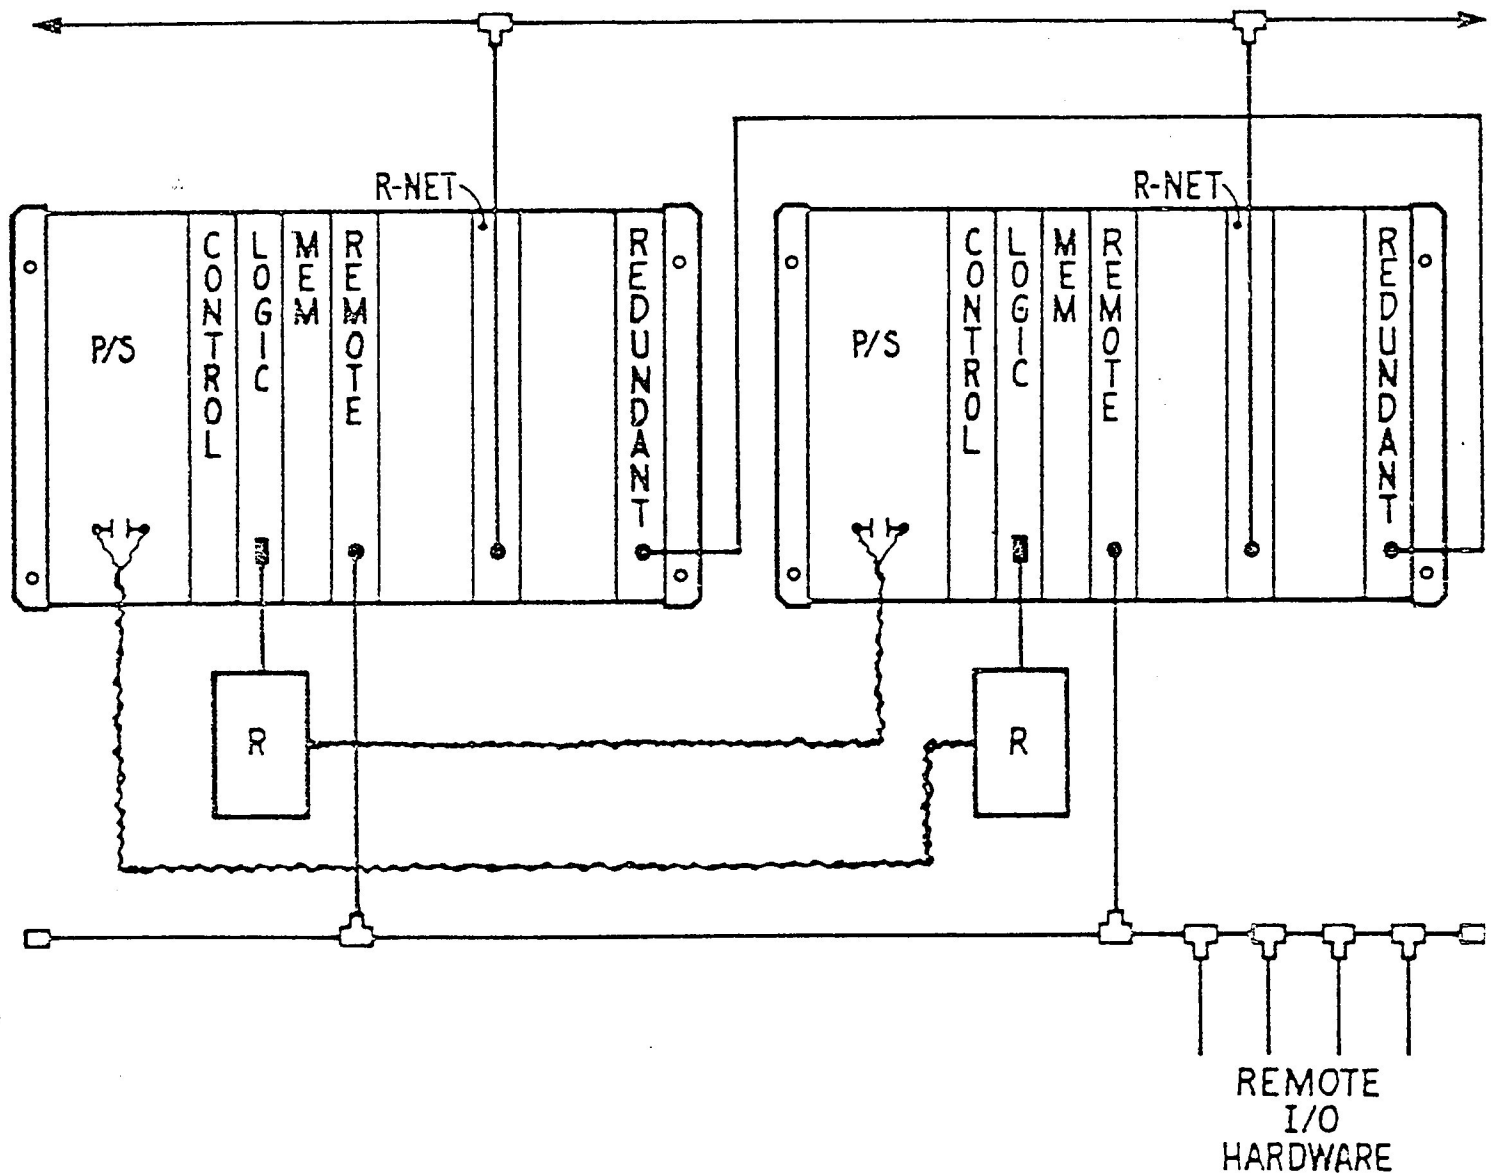 R-NET
R-NET
P/S
CONTROL
LOGIC
MEM
REMOTE
REDUNDANT
P/S
CONTROL
LOGIC
MEM
REMOTE
REDUNDANT
R
R
REMOTE
I/O
HARDWARE